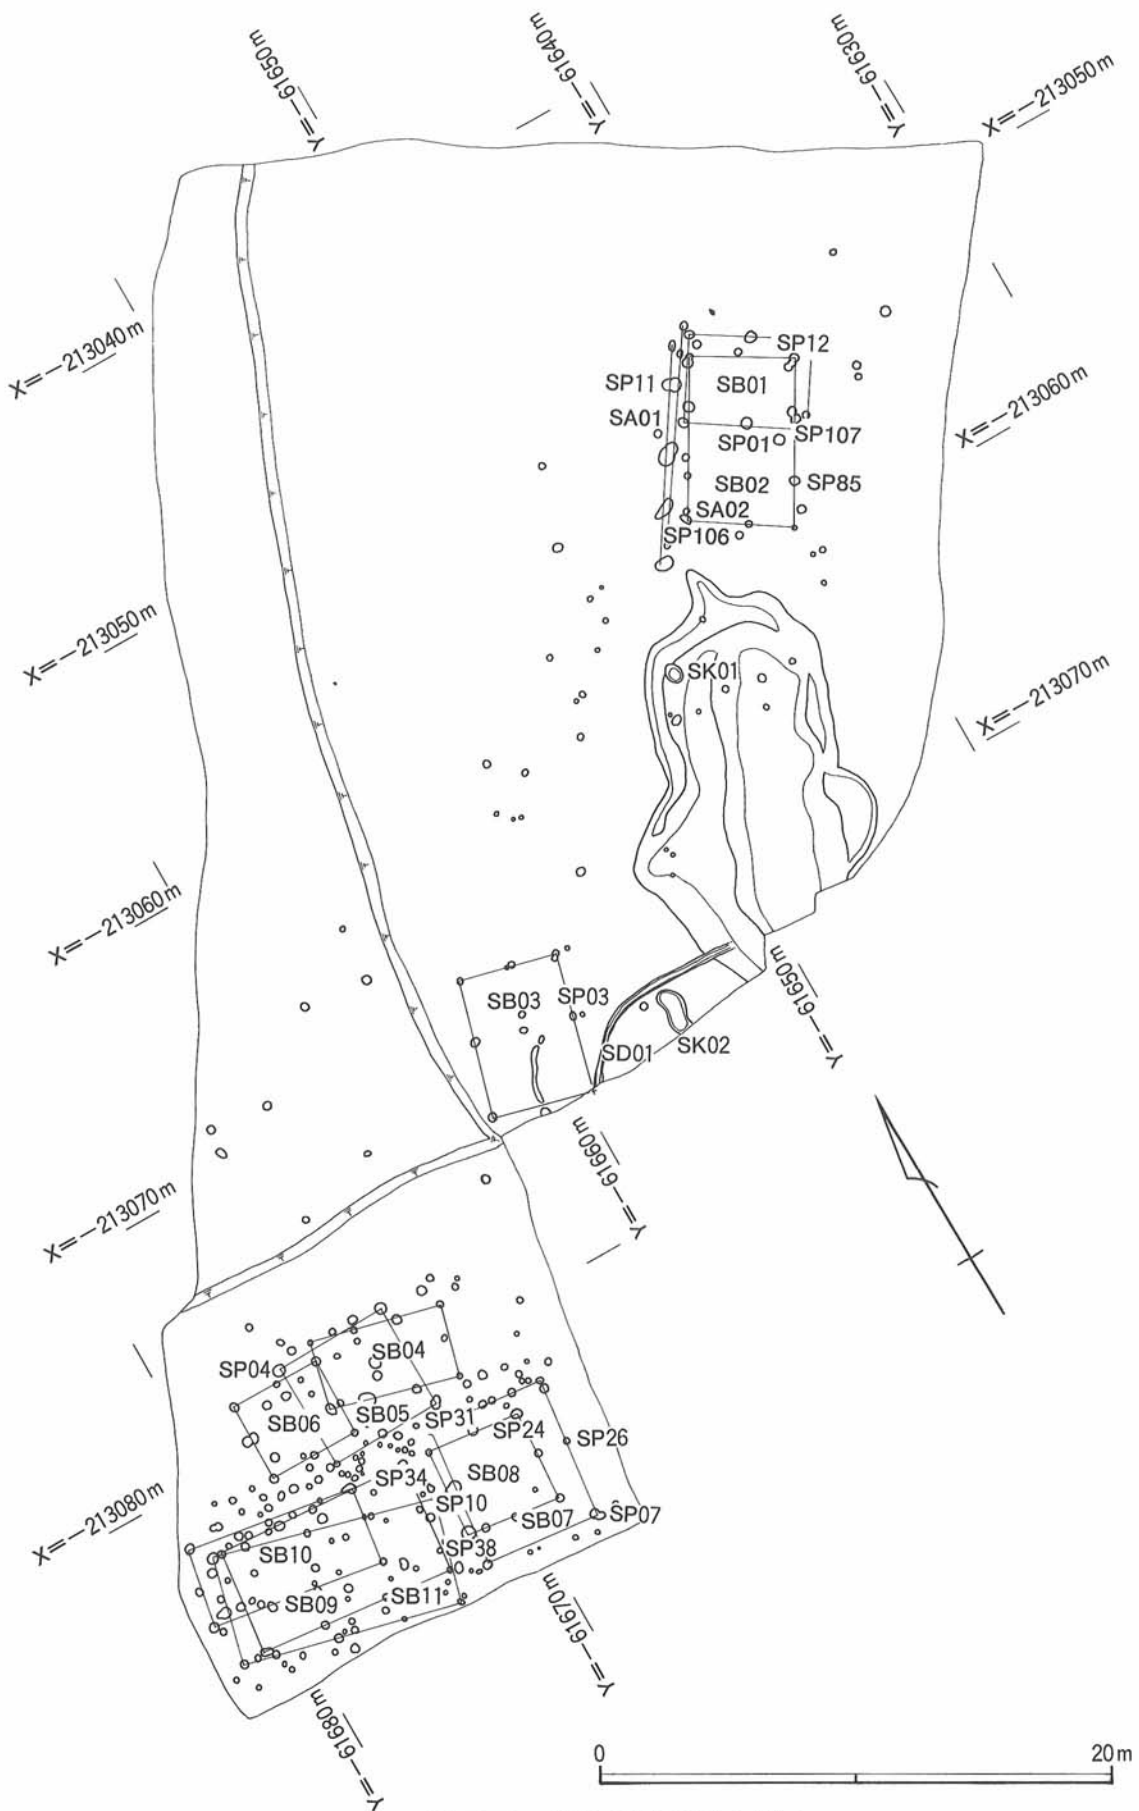 Y=−61650m
Y=−61640m
Y=−61630m
X=−213050m
X=−213040m
SP12
SP11
SB01
X=−213060m
SA01
SP107
SP01
SB02
SP85
SA02
SP106
X=−213050m
SK01
X=−213070m
X=−213060m
Y=−61650m
SB03
SP03
SD01
SK02
Y=−61660m
X=−213070m
SB04
SP04
SB05
SP31
SB06
SP24
SP26
SB08
SP34
SP10
SB07
SP07
X=−213080m
SP38
SB10
SB11
SB09
Y=−61670m
Y=−61680m
0
20m